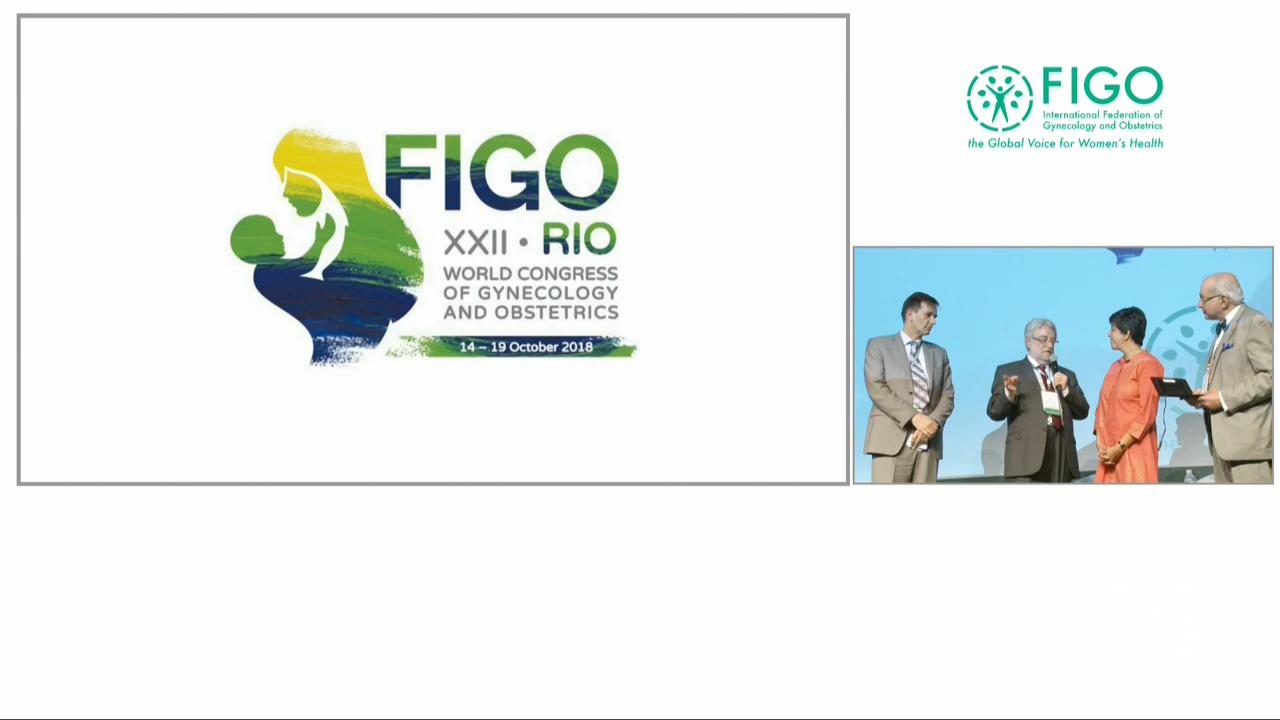 FIGO
XXII • RIO
WORLD CONGRESS
OF GYNECOLOGY
AND OBSTETRICS
14 – 19 October 2018
FIGO
International Federation of
Gynecology and Obstetrics
the Global Voice for Women's Health